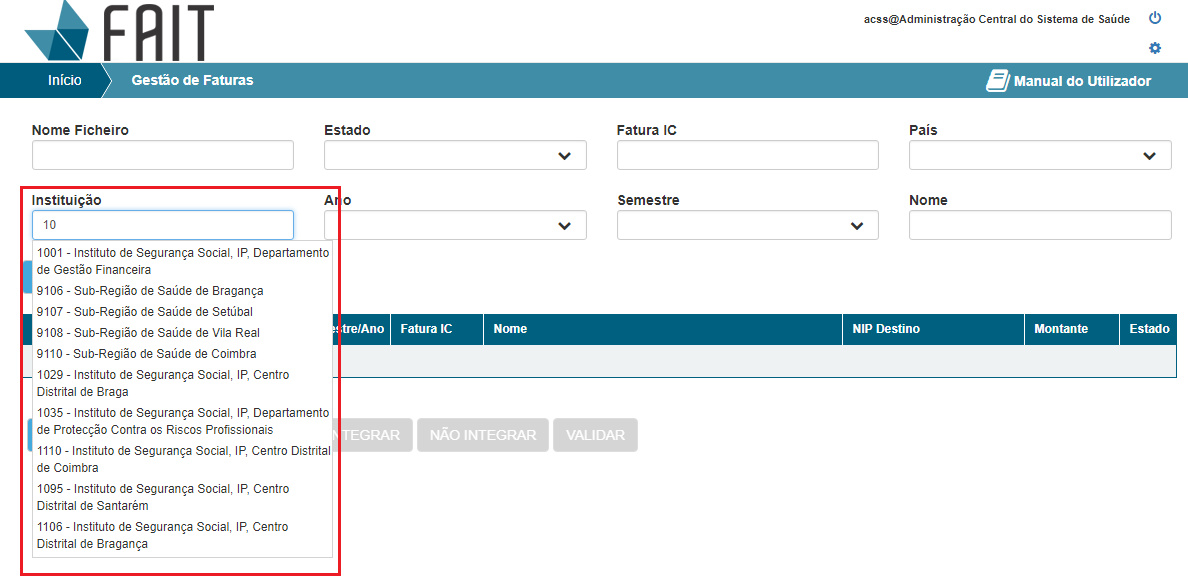 FAIT
acss@Administração Central do Sistema de Saúde
Início
Gestão de Faturas
Manual do Utilizador
Nome Ficheiro
Estado
Fatura IC
País
Instituição
Ano
Semestre
Nome
10
1001 - Instituto de Segurança Social, IP, Departamento
de Gestão Financeira
9106 - Sub-Região de Saúde de Bragança
9107 - Sub-Região de Saúde de Setúbal
9108 - Sub-Região de Saúde de Vila Real
9110 - Sub-Região de Saúde de Coimbra
1029 - Instituto de Segurança Social, IP, Centro
Distrital de Braga
1035 - Instituto de Segurança Social, IP, Departamento
de Protecção Contra os Riscos Profissionais
1110 - Instituto de Segurança Social, IP, Centro Distrital
de Coimbra
1095 - Instituto de Segurança Social, IP, Centro
Distrital de Santarém
1106 - Instituto de Segurança Social, IP, Centro
Distrital de Bragança
estre/Ano
Fatura IC
Nome
NIP Destino
Montante
Estado
NTEGRAR
NÃO INTEGRAR
VALIDAR